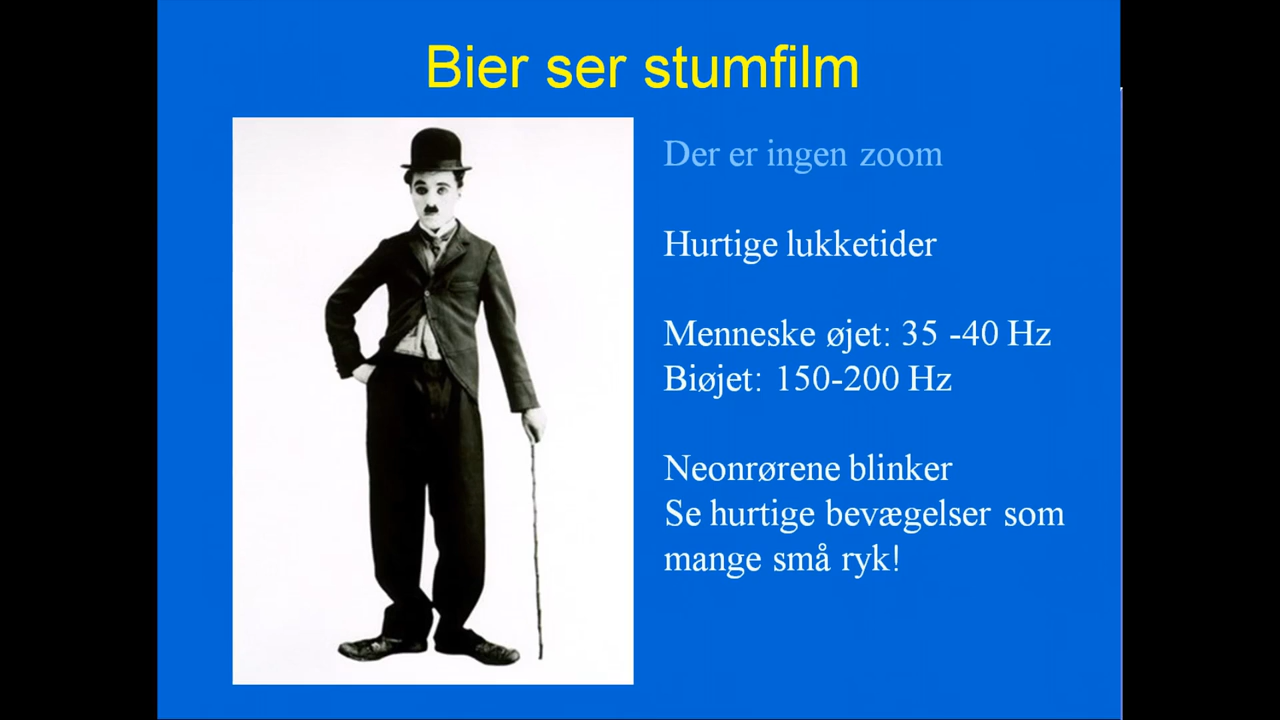 Bier ser stumfilm
Der er ingen zoom
Hurtige lukketider
Menneske øjet: 35 -40 Hz
Biøjet: 150-200 Hz
Neonrørene blinker
Se hurtige bevægelser som
mange små ryk!